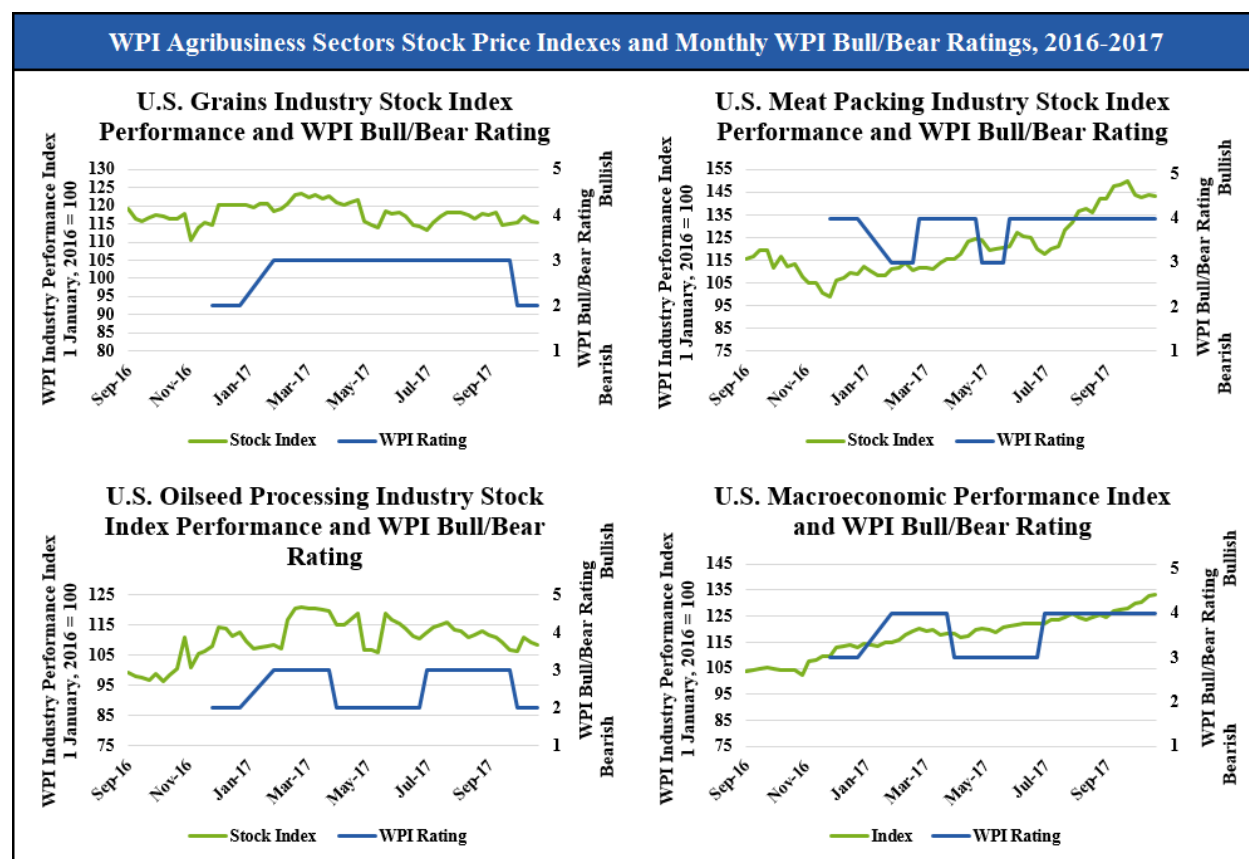 WPI Agribusiness Sectors Stock Price Indexes and Monthly WPI Bull/Bear Ratings, 2016-2017
U.S. Grains Industry Stock Index
Performance and WPI Bull/Bear Rating
WPI Industry Performance Index
1 January, 2016 = 100
130
125
120
115
110
105
100
95
90
85
80
5
4
3
2
1
Bullish
WPI Bull/Bear Rating
Bearish
Sep-16
Nov-16
Jan-17
Mar-17
May-17
Jul-17
Sep-17
Stock Index
WPI Rating
U.S. Meat Packing Industry Stock Index
Performance and WPI Bull/Bear Rating
WPI Industry Performance Index
1 January, 2016 = 100
155
145
135
125
115
105
95
85
75
5
4
3
2
1
Bullish
WPI Bull/Bear Rating
Bearish
Sep-16
Nov-16
Jan-17
Mar-17
May-17
Jul-17
Sep-17
Stock Index
WPI Rating
U.S. Oilseed Processing Industry Stock
Index Performance and WPI Bull/Bear
Rating
WPI Industry Performance Index
1 January, 2016 = 100
125
115
105
95
85
75
5
4
3
2
1
Bullish
WPI Bull/Bear Rating
Bearish
Sep-16
Nov-16
Jan-17
Mar-17
May-17
Jul-17
Sep-17
Stock Index
WPI Rating
U.S. Macroeconomic Performance Index
and WPI Bull/Bear Rating
WPI Industry Performance Index
1 January, 2016 = 100
145
135
125
115
105
95
85
75
5
4
3
2
1
Bullish
WPI Bull/Bear Rating
Bearish
Sep-16
Nov-16
Jan-17
Mar-17
May-17
Jul-17
Sep-17
Index
WPI Rating